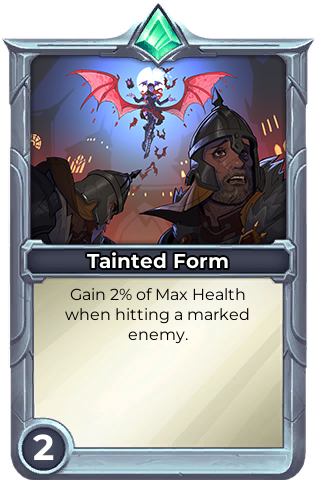 Tainted Form
Gain 2% of Max Health
when hitting a marked
enemy.
2